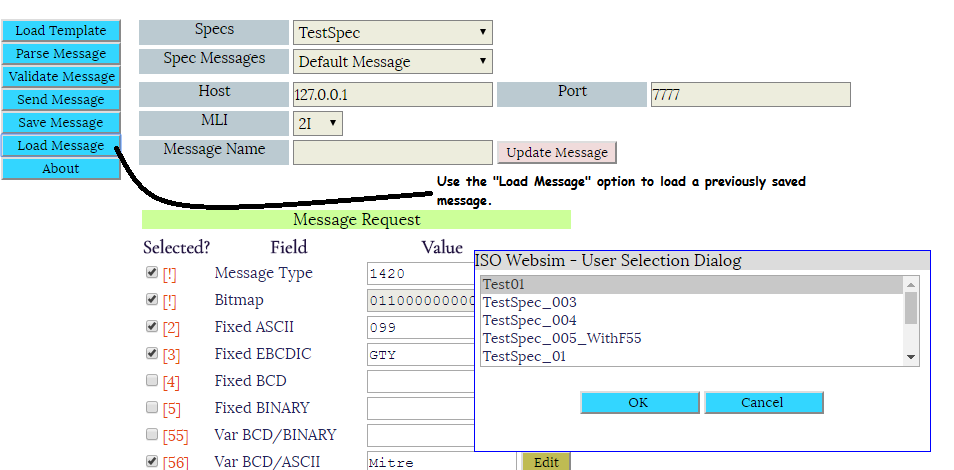 Load Template
Parse Message
Validate Message
Send Message
Save Message
Load Message
About
Specs TestSpec
Spec Messages Default Message
Host 127.0.0.1 Port 7777
MLI 2I
Message Name Update Message
Use the "Load Message" option to load a previously saved
message.
Message Request
Selected? Field Value
[!] Message Type 1420
[!] Bitmap 011000000000
[2] Fixed ASCII 099
[3] Fixed EBCDIC GTY
[4] Fixed BCD
[5] Fixed BINARY
[55] Var BCD/BINARY
[56] Var BCD/ASCII Mitre Edit
ISO Websim - User Selection Dialog
Test01
TestSpec_003
TestSpec_004
TestSpec_005_WithF55
TestSpec_01
OK Cancel